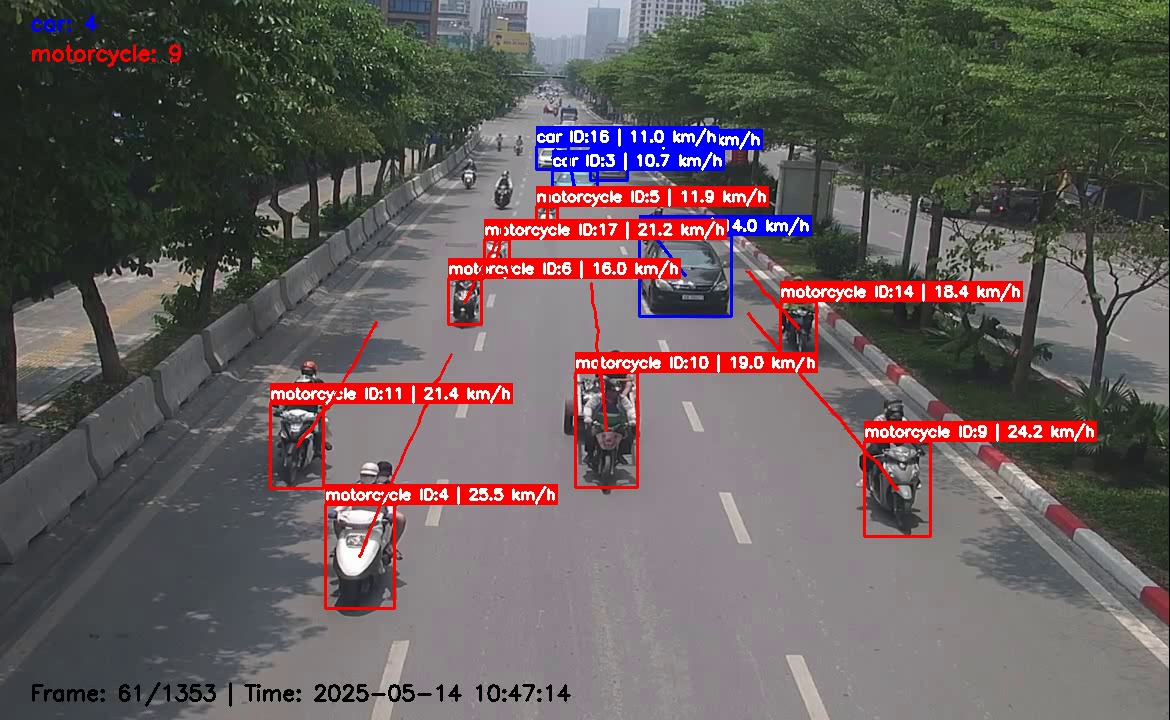 car: 4
motorcycle: 9
car ID:16 | 11.0 km/h
km/h
car ID:3 | 10.7 km/h
motorcycle ID:5 | 11.9 km/h
4.0 km/h
motorcycle ID:17 | 21.2 km/h
motorcycle ID:6 | 16.0 km/h
motorcycle ID:14 | 18.4 km/h
motorcycle ID:10 | 19.0 km/h
motorcycle ID:11 | 21.4 km/h
motorcycle ID:9 | 24.2 km/h
motorcycle ID:4 | 25.5 km/h
Frame: 61/1353 | Time: 2025-05-14 10:47:14